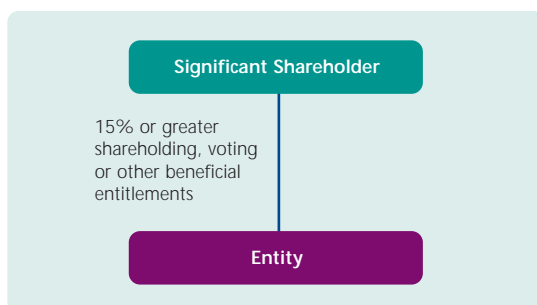 Significant Shareholder
15% or greater
shareholding, voting
or other beneficial
entitlements
Entity